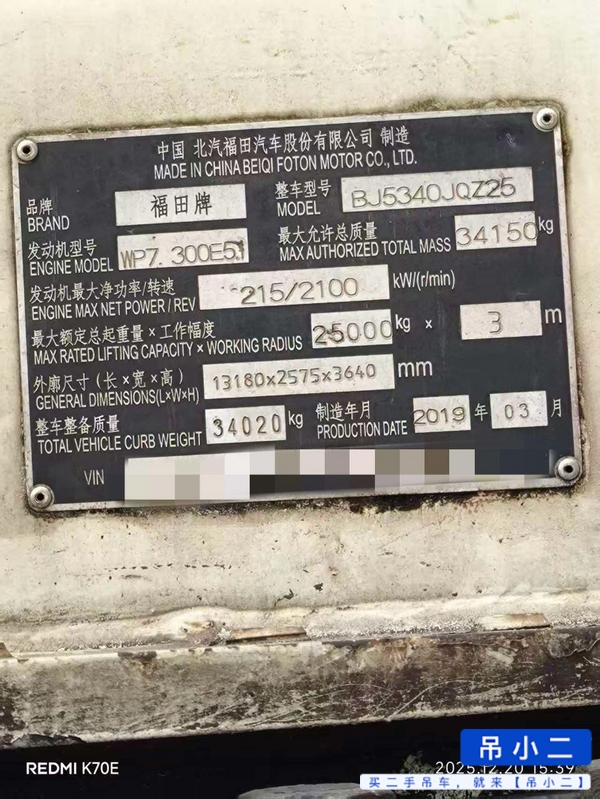 中国 北汽福田汽车股份有限公司 制造
MADE IN CHINA BEIQI FOTON MOTOR CO., LTD.
品牌 福田牌 整车型号 BJ5340JQZ25
BRAND MODEL
发动机型号 WP7.300E51 最大允许总质量 34150 kg
ENGINE MODEL MAX AUTHORIZED TOTAL MASS
发动机最大净功率/转速 215/2100 kW/(r/min)
ENGINE MAX NET POWER / REV
最大额定总起重量×工作幅度 25000 kg × 3 m
MAX RATED LIFTING CAPACITY × WORKING RADIUS
外廓尺寸（长×宽×高） 13180x2575x3640 mm
GENERAL DIMENSIONS(L×W×H)
整车整备质量 34020 kg 制造年月 2019 年 03 月
TOTAL VEHICLE CURB WEIGHT PRODUCTION DATE
VIN
吊小二
REDMI K70E 2025.12.20 15:39
买二手吊车，就来【吊小二】